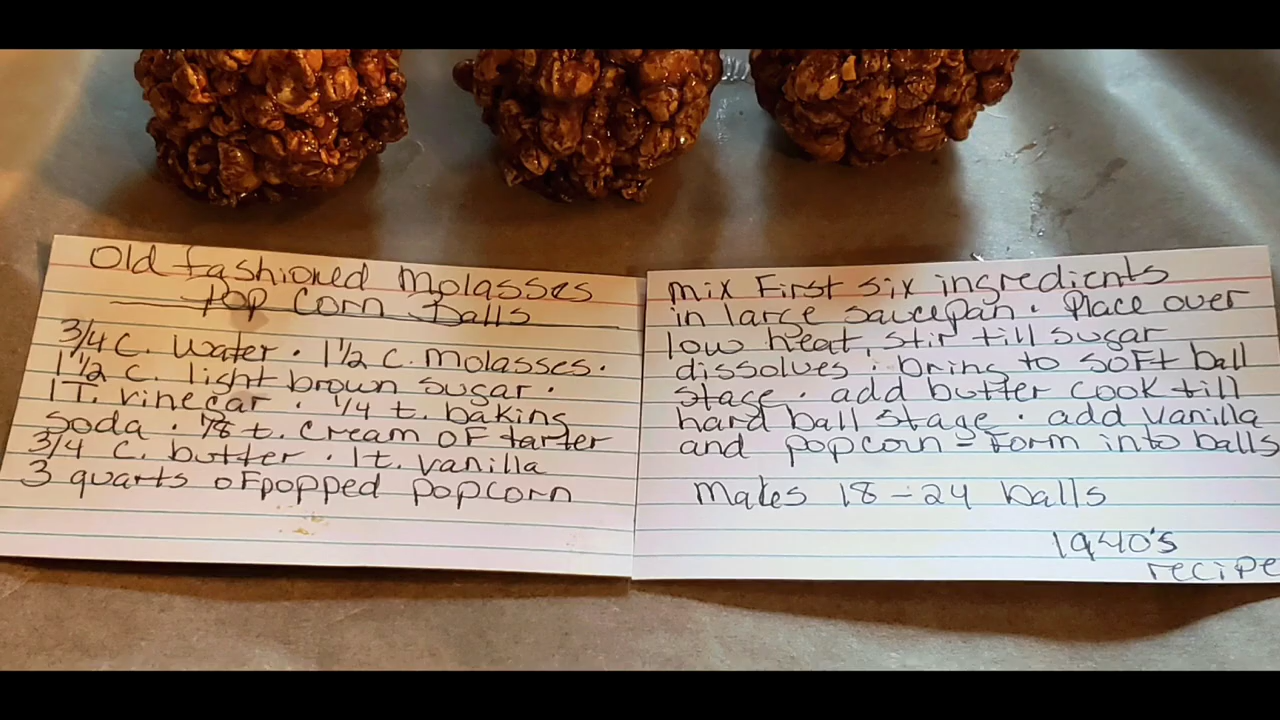 Old fashioned Molasses
Pop Corn Balls
3/4 C. Water · 1 1/2 C. Molasses ·
1 1/2 C. light brown sugar ·
1 T. vinegar · 1/4 t. baking
Soda · 7/8 t. Cream OF tarter
3/4 C. butter · 1 t. vanilla
3 quarts of popped popcorn
Mix First six ingredients
in large saucepan · Place over
low heat, stir till sugar
dissolves · bring to soft ball
stage · add butter cook till
hard ball stage · add vanilla
and popcorn - Form into balls
Makes 18 - 24 balls
1940's
recipe